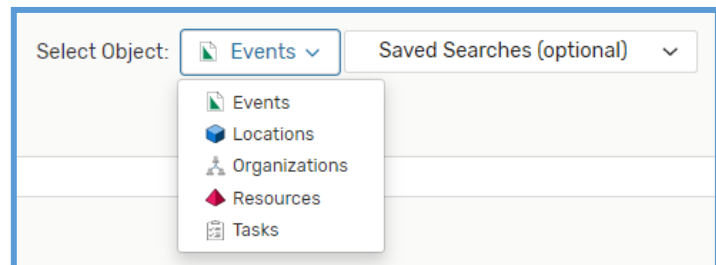 Select Object: Events Saved Searches (optional)
Events
Locations
Organizations
Resources
Tasks